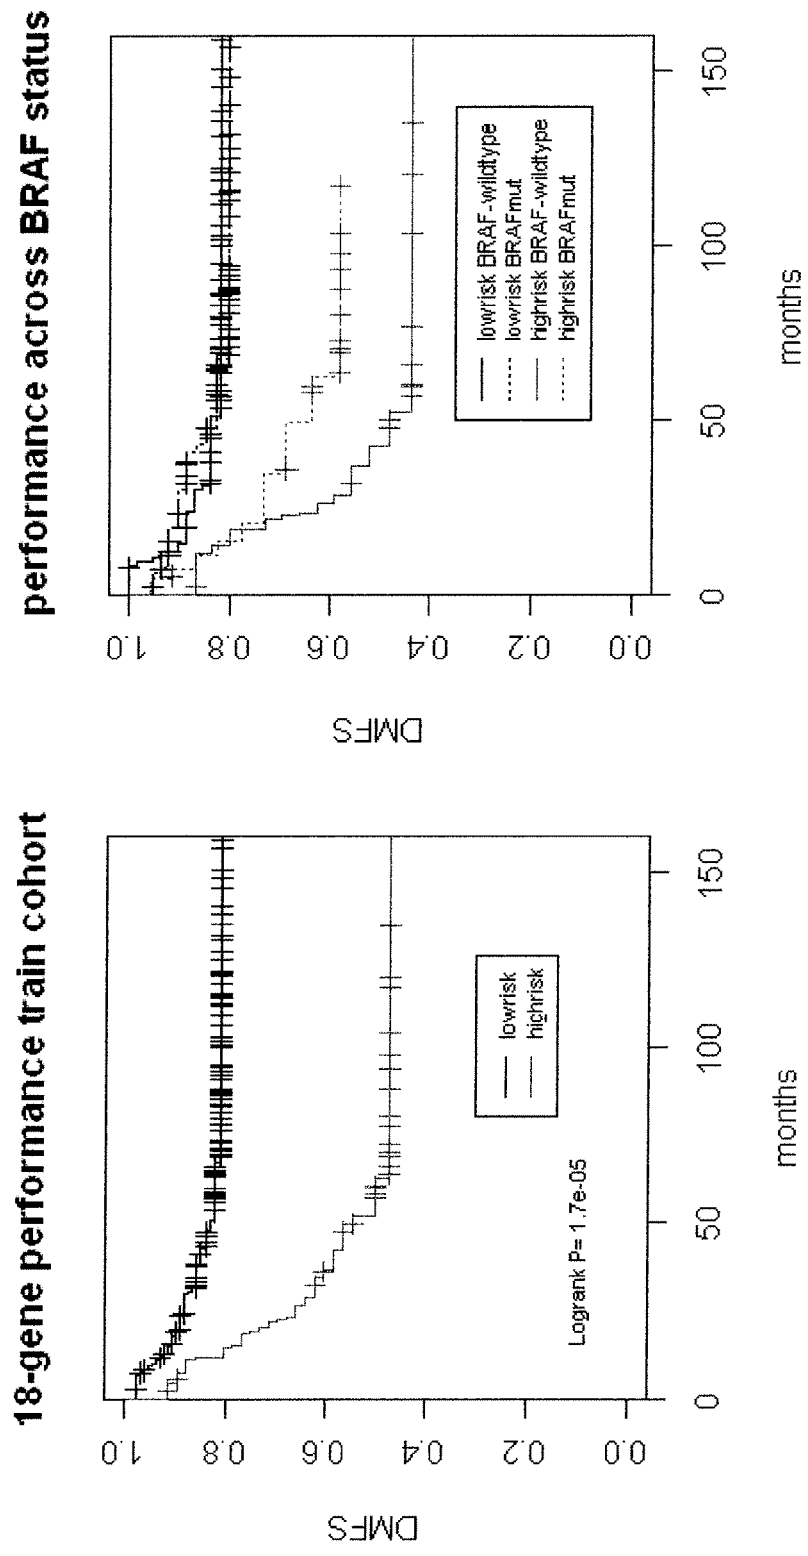 18-gene performance train cohort
DMFS
1.0
0.8
0.6
0.4
0.2
0.0
lowrisk
highrisk
Logrank P= 1.7e-05
0
50
100
150
months
performance across BRAF status
DMFS
1.0
0.8
0.6
0.4
0.2
0.0
lowrisk BRAF-wildtype
lowrisk BRAFmut
highrisk BRAF-wildtype
highrisk BRAFmut
0
50
100
150
months